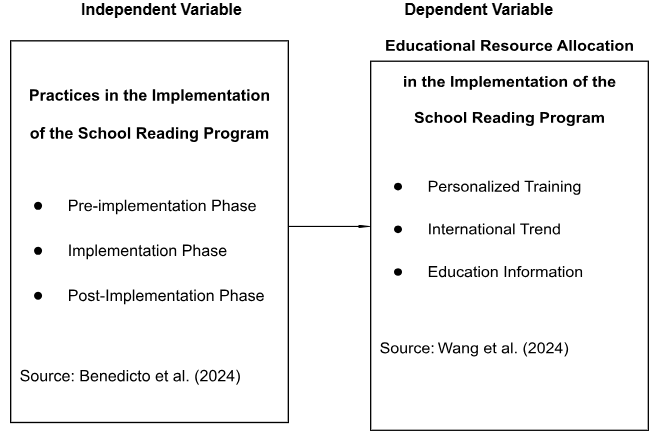 Independent Variable
Practices in the Implementation
of the School Reading Program
● Pre-implementation Phase
● Implementation Phase
● Post-Implementation Phase
Source: Benedicto et al. (2024)
Dependent Variable
Educational Resource Allocation
in the Implementation of the
School Reading Program
● Personalized Training
● International Trend
● Education Information
Source: Wang et al. (2024)